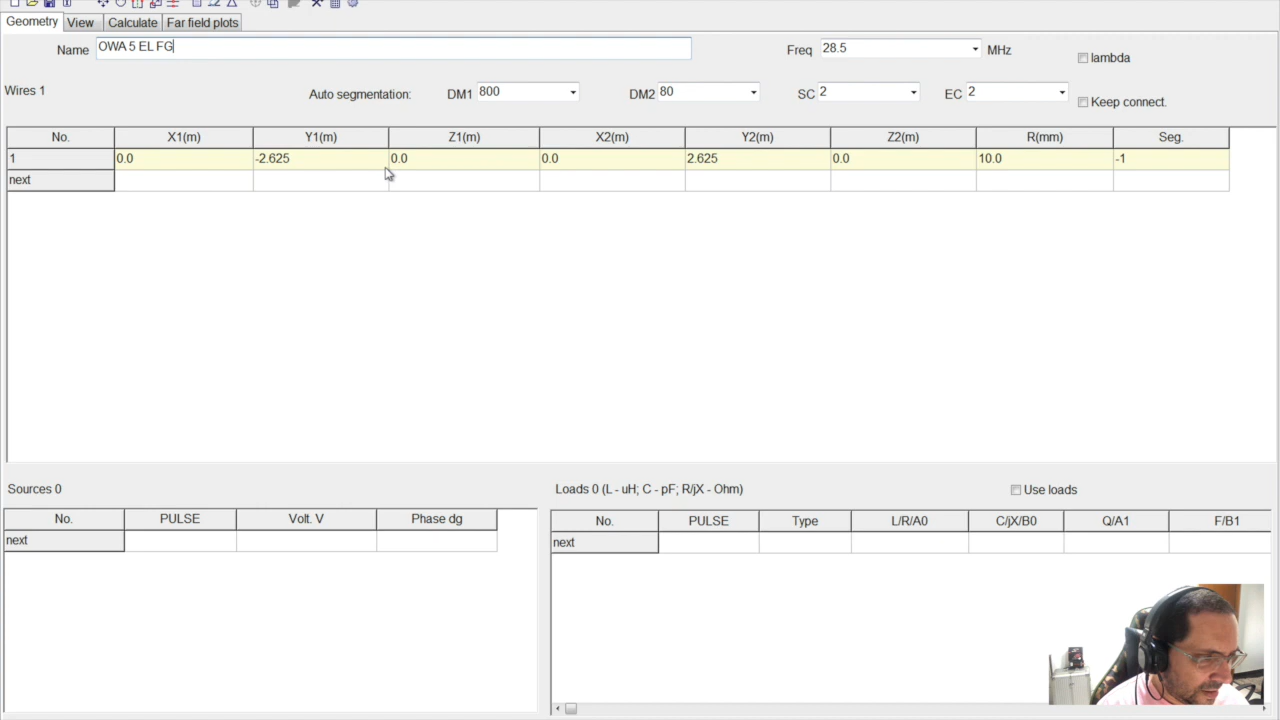 Geometry View Calculate Far field plots
Name OWA 5 EL FG Freq 28.5 MHz lambda
Wires 1 Auto segmentation: DM1 800 DM2 80 SC 2 EC 2 Keep connect.
No. X1(m) Y1(m) Z1(m) X2(m) Y2(m) Z2(m) R(mm) Seg.
1 0.0 -2.625 0.0 0.0 2.625 0.0 10.0 -1
next
Sources 0 Loads 0 (L - uH; C - pF; R/jX - Ohm) Use loads
No. PULSE Volt. V Phase dg No. PULSE Type L/R/A0 C/jX/B0 Q/A1 F/B1
next next